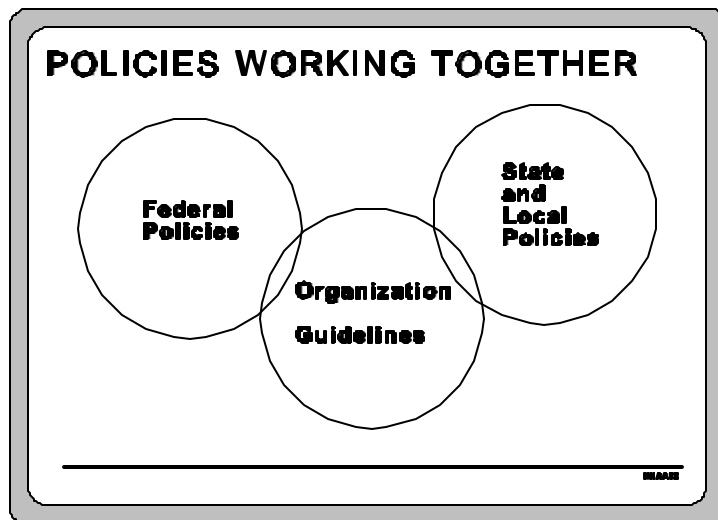 POLICIES WORKING TOGETHER
Federal
Policies
State
and
Local
Policies
Organization
Guidelines